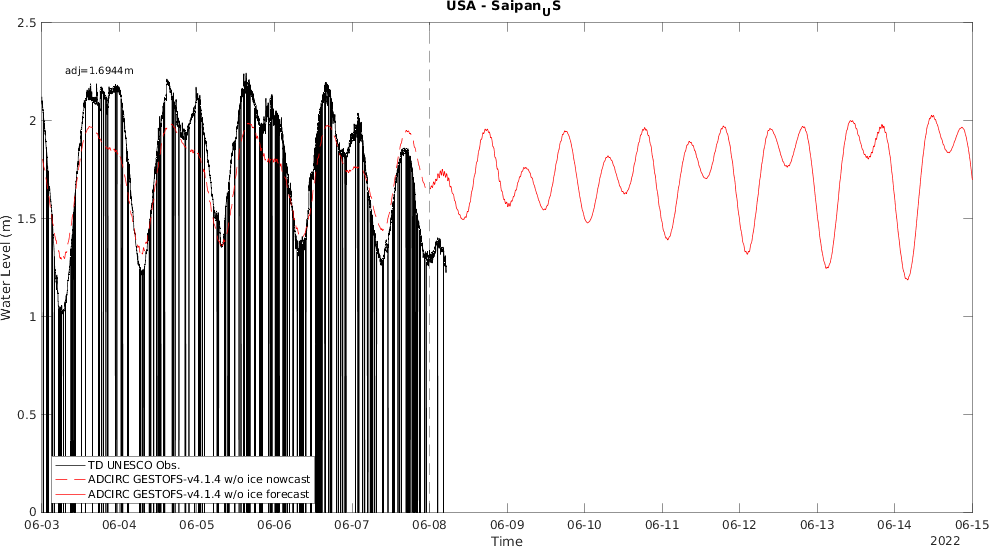 USA - Saipan_US
2.5
adj=1.6944m
2
1.5
Water Level (m)
1
0.5
TD UNESCO Obs.
ADCIRC GESTOFS-v4.1.4 w/o ice nowcast
ADCIRC GESTOFS-v4.1.4 w/o ice forecast
0
06-03 06-04 06-05 06-06 06-07 06-08 06-09 06-10 06-11 06-12 06-13 06-14 06-15
Time
2022